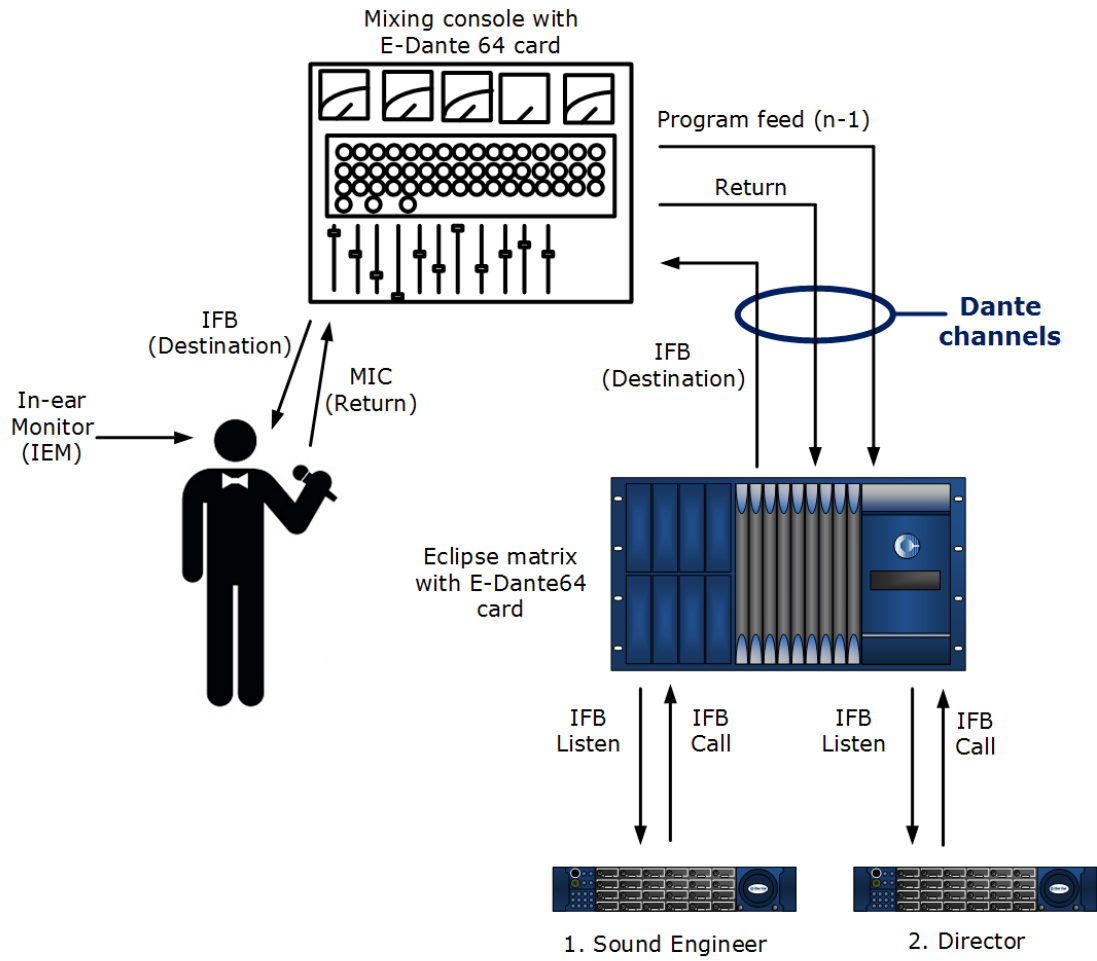 Mixing console with
E-Dante 64 card
Program feed (n-1)
Return
Dante
channels
IFB
(Destination)
MIC
(Return)
IFB
(Destination)
In-ear
Monitor
(IEM)
Eclipse matrix
with E-Dante64
card
IFB
Listen
IFB
Call
IFB
Listen
IFB
Call
1. Sound Engineer
2. Director